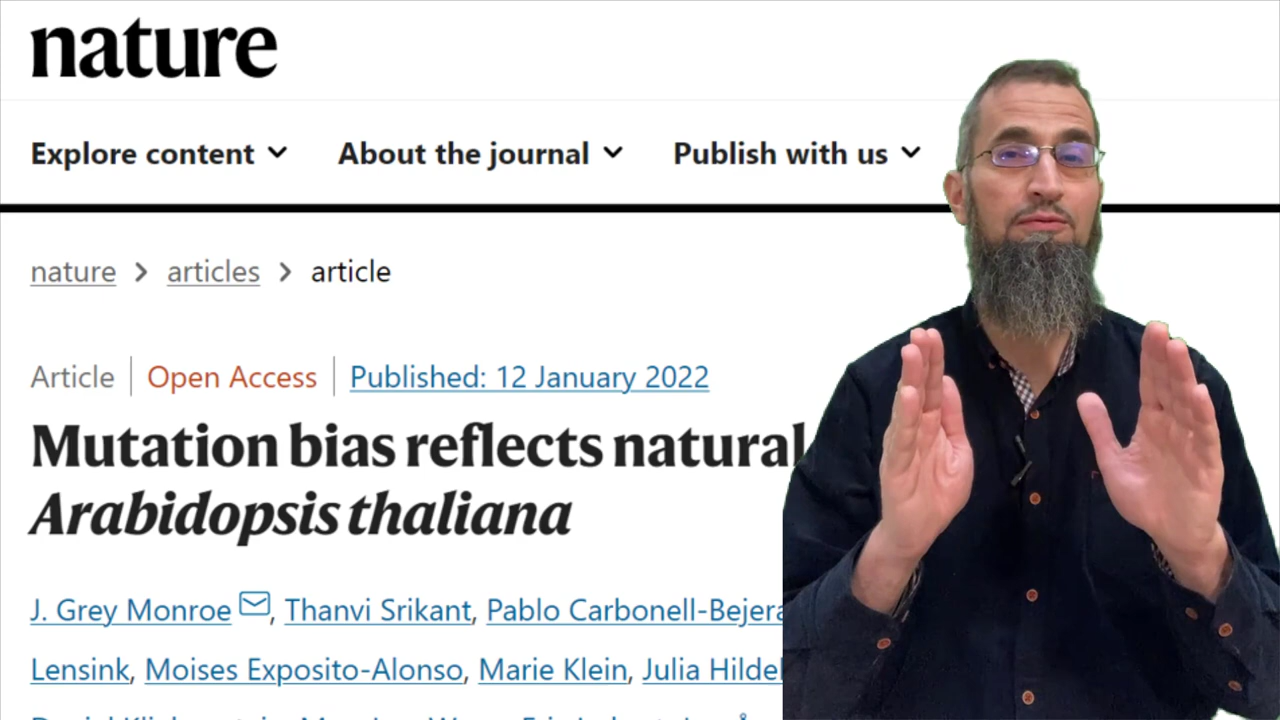 nature
Explore content
About the journal
Publish with us
nature > articles > article
Article | Open Access | Published: 12 January 2022
Mutation bias reflects natural
Arabidopsis thaliana
J. Grey Monroe, Thanvi Srikant, Pablo Carbonell-Bejera
Lensink, Moises Exposito-Alonso, Marie Klein, Julia Hilde